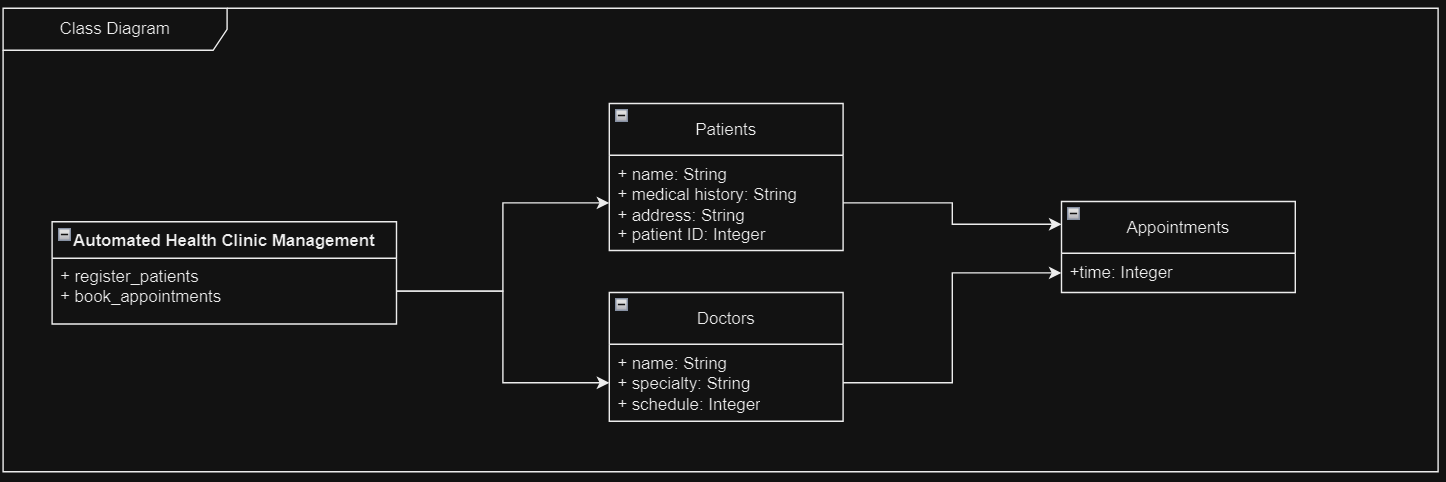 Class Diagram
Automated Health Clinic Management
+ register_patients
+ book_appointments
Patients
+ name: String
+ medical history: String
+ address: String
+ patient ID: Integer
Doctors
+ name: String
+ specialty: String
+ schedule: Integer
Appointments
+time: Integer